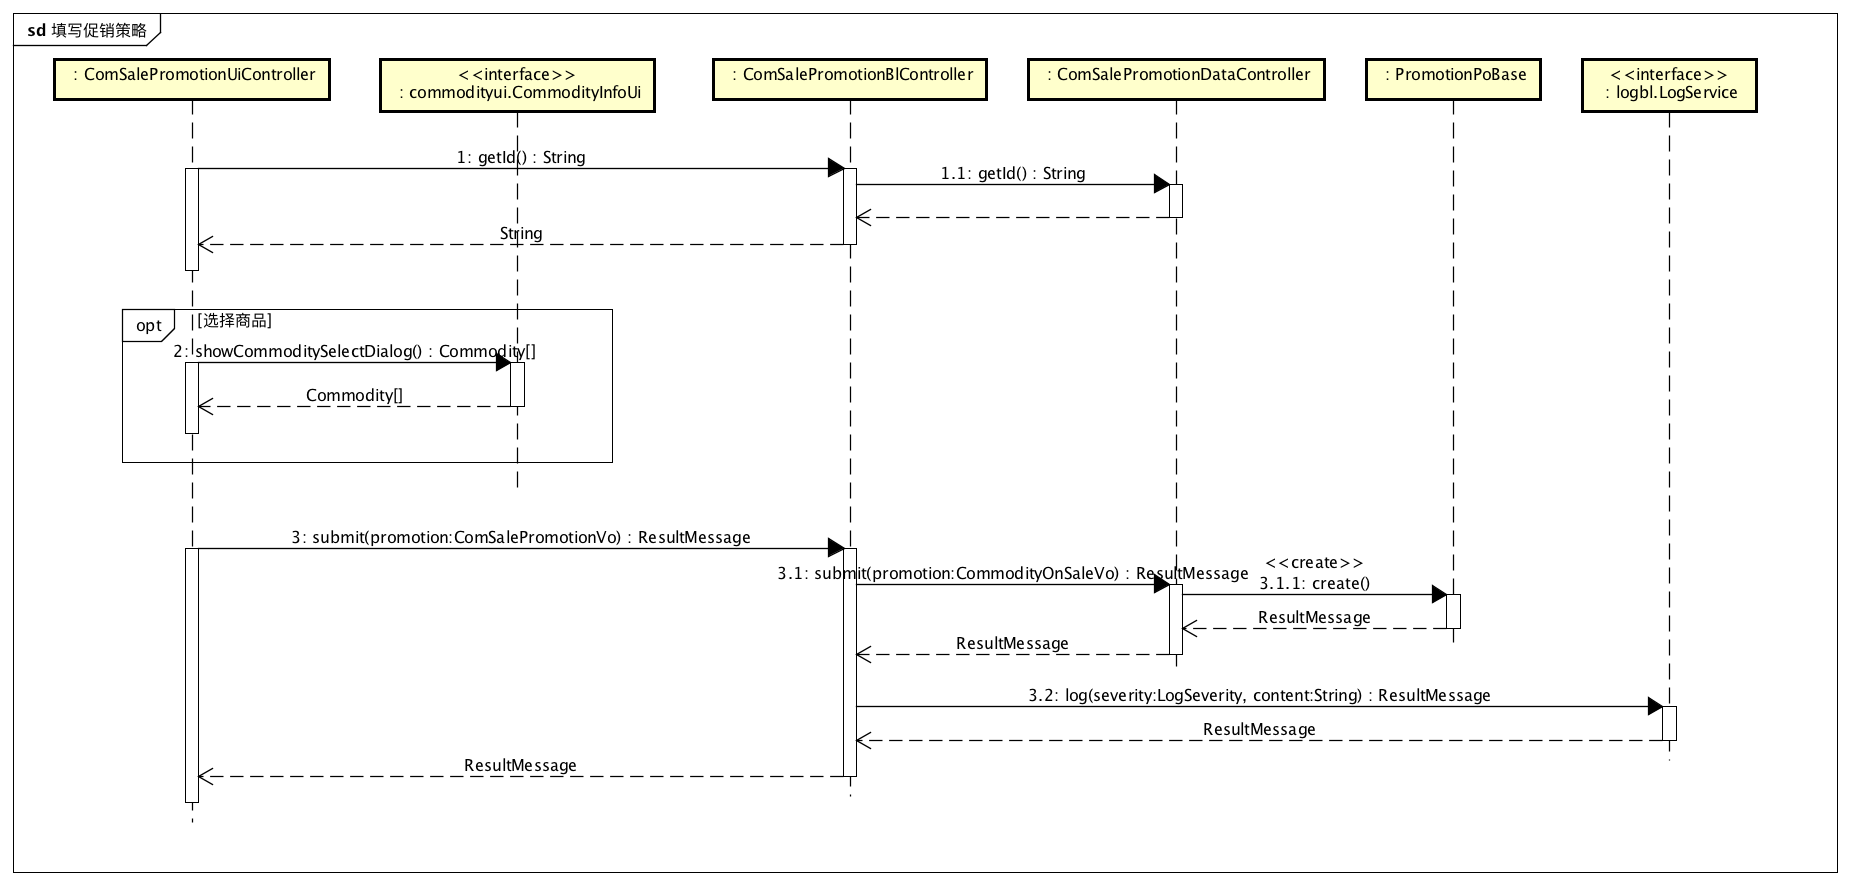 sd 填写促销策略
: ComSalePromotionUiController
<<interface>>
: commodityui.CommodityInfoUi
: ComSalePromotionBlController
: ComSalePromotionDataController
: PromotionPoBase
<<interface>>
: logbl.LogService
1: getId() : String
1.1: getId() : String
String
opt
[选择商品]
2: showCommoditySelectDialog() : Commodity[]
Commodity[]
3: submit(promotion:ComSalePromotionVo) : ResultMessage
3.1: submit(promotion:CommodityOnSaleVo) : ResultMessage
<<create>>
3.1.1: create()
ResultMessage
ResultMessage
3.2: log(severity:LogSeverity, content:String) : ResultMessage
ResultMessage
ResultMessage